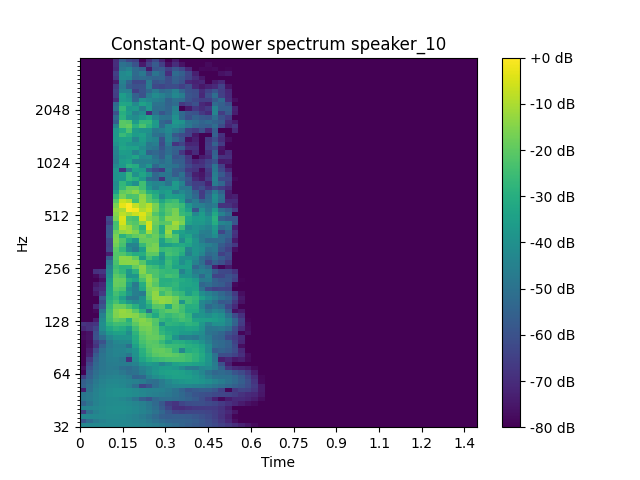 Constant-Q power spectrum speaker_10
Hz
2048
1024
512
256
128
64
32
0 0.15 0.3 0.45 0.6 0.75 0.9 1.1 1.2 1.4
Time
+0 dB
-10 dB
-20 dB
-30 dB
-40 dB
-50 dB
-60 dB
-70 dB
-80 dB